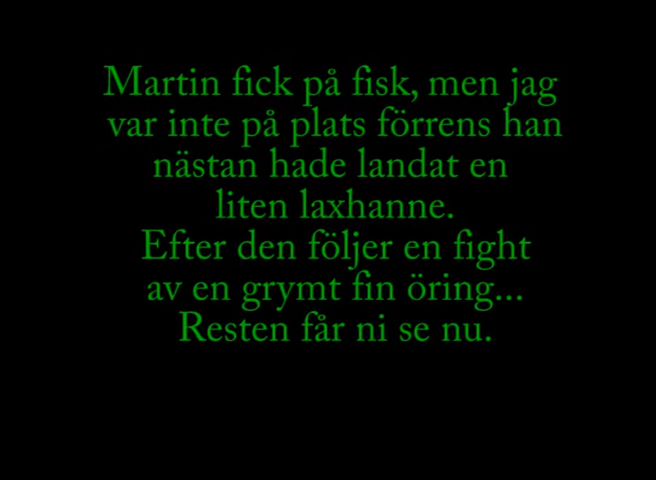 Martin fick på fisk, men jag
var inte på plats förrens han
nästan hade landat en
liten laxhanne.
Efter den följer en fight
av en grymt fin öring...
Resten får ni se nu.